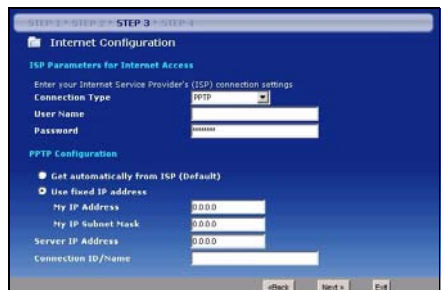 STEP 1 • STEP 2 • STEP 3 • STEP 4
Internet Configuration
ISP Parameters for Internet Access
Enter your Internet Service Provider's (ISP) connection settings
Connection Type PPTP
User Name
Password ********
PPTP Configuration
Get automatically from ISP (Default)
Use fixed IP address
My IP Address 0.0.0.0
My IP Subnet Mask 0.0.0.0
Server IP Address 0.0.0.0
Connection ID/Name
<Back Next > Exit